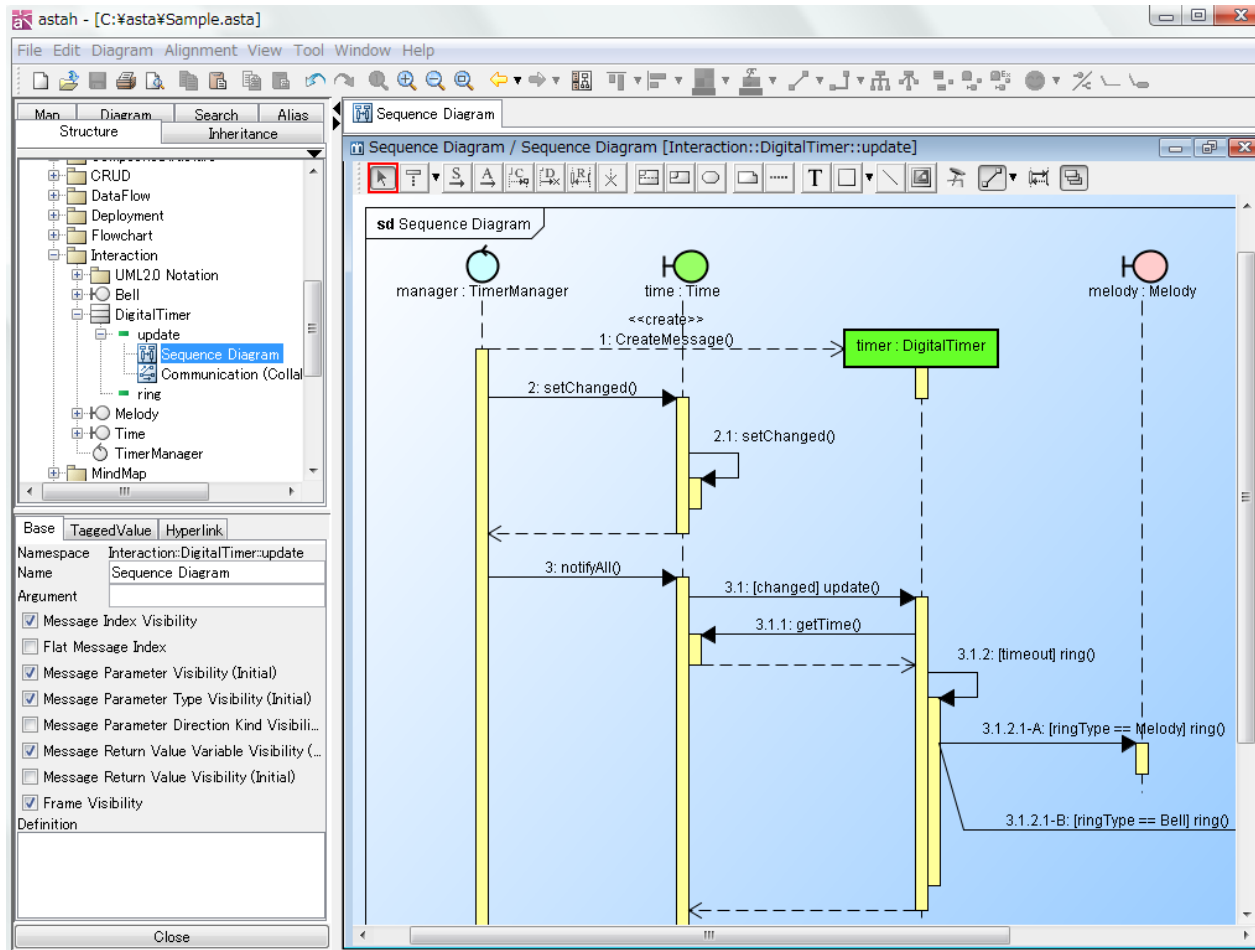 astah - [C:¥asta¥Sample.asta]
File Edit Diagram Alignment View Tool Window Help
Map Diagram Search Alias
Structure Inheritance
CRUD
DataFlow
Deployment
Flowchart
Interaction
UML2.0 Notation
Bell
DigitalTimer
update
Sequence Diagram
Communication (Collal
ring
Melody
Time
TimerManager
MindMap
Base TaggedValue Hyperlink
Namespace Interaction::DigitalTimer::update
Name Sequence Diagram
Argument
Message Index Visibility
Flat Message Index
Message Parameter Visibility (Initial)
Message Parameter Type Visibility (Initial)
Message Parameter Direction Kind Visibili...
Message Return Value Variable Visibility (...
Message Return Value Visibility (Initial)
Frame Visibility
Definition
Close
Sequence Diagram
Sequence Diagram / Sequence Diagram [Interaction::DigitalTimer::update]
S A C D R T
sd Sequence Diagram
manager : TimerManager
time : Time
melody : Melody
<<create>>
1: CreateMessage()
timer : DigitalTimer
2: setChanged()
2.1: setChanged()
3: notifyAll()
3.1: [changed] update()
3.1.1: getTime()
3.1.2: [timeout] ring()
3.1.2.1-A: [ringType == Melody] ring()
3.1.2.1-B: [ringType == Bell] ring()